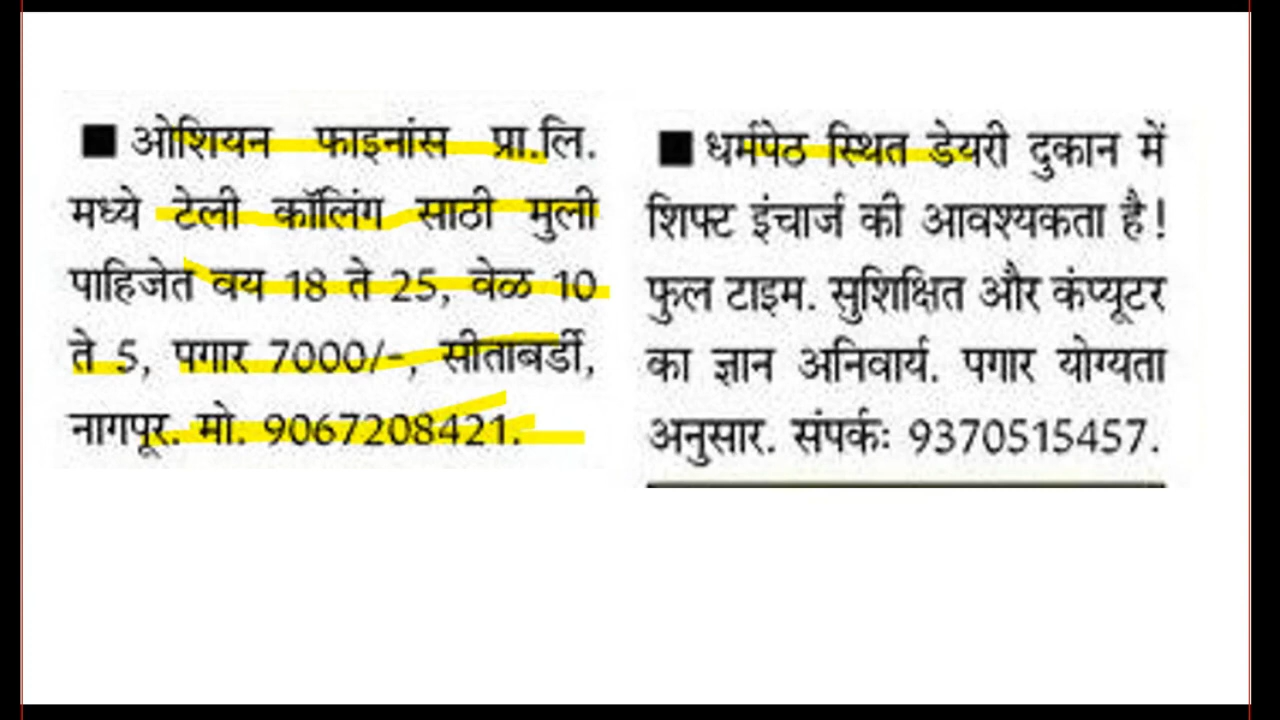 ■ ओशियन फाइनांस प्रा.लि.
मध्ये टेली कॉलिंग साठी मुली
पाहिजेत वय 18 ते 25, वेळ 10
ते 5, पगार 7000/-, सीताबर्डी,
नागपूर. मो. 9067208421.
■ धर्मपेठ स्थित डेयरी दुकान में
शिफ्ट इंचार्ज की आवश्यकता है!
फुल टाइम. सुशिक्षित और कंप्यूटर
का ज्ञान अनिवार्य. पगार योग्यता
अनुसार. संपर्कः 9370515457.